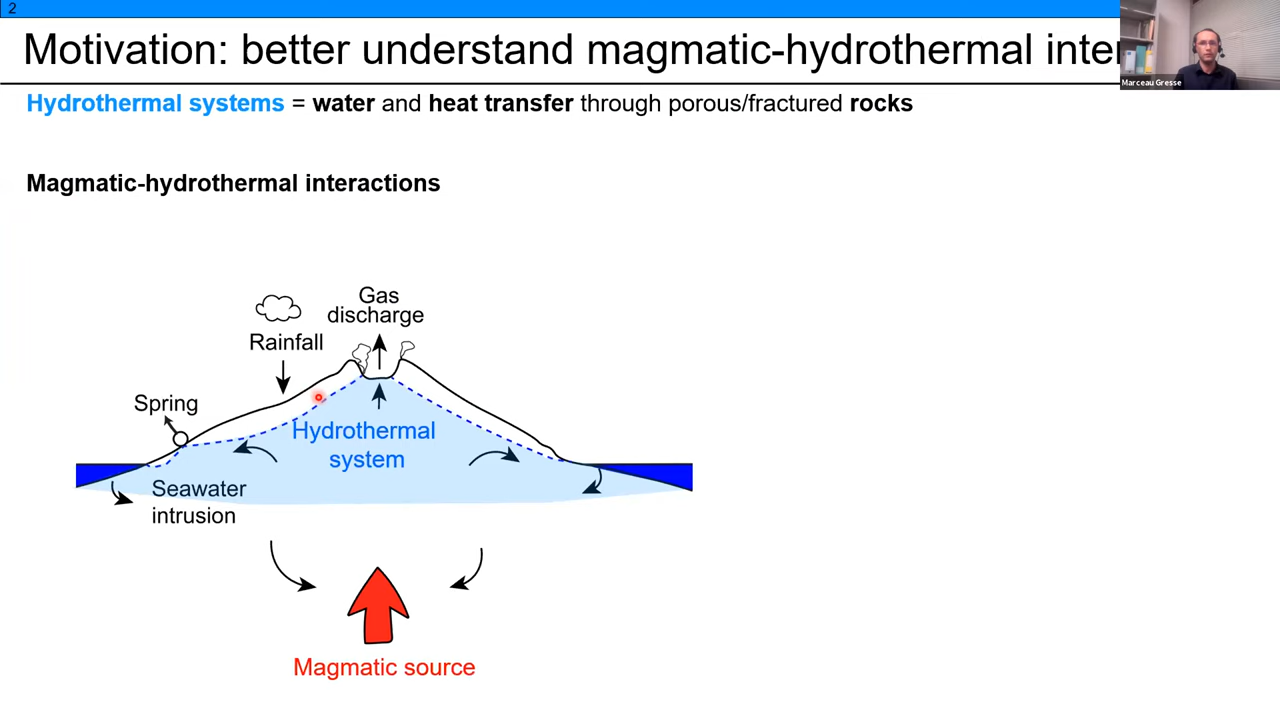 2
Motivation: better understand magmatic-hydrothermal inter
Marceau Gresse
Hydrothermal systems = water and heat transfer through porous/fractured rocks
Magmatic-hydrothermal interactions
Gas
discharge
Rainfall
Spring
Hydrothermal
system
Seawater
intrusion
Magmatic source